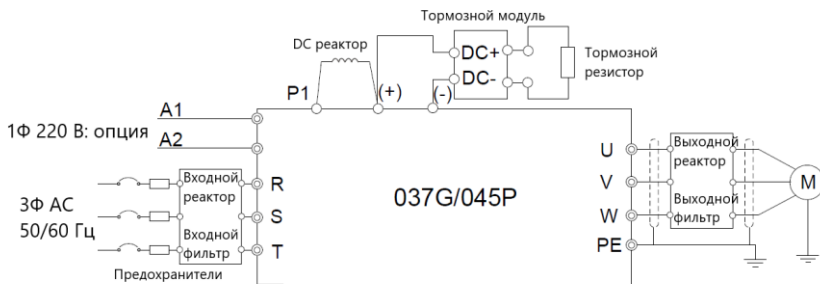 Тормозной модуль
DC реактор
DC+
DC-
Тормозной
резистор
P1
(+)
(-)
A1
1Ф 220 В: опция
A2
3Ф AC
50/60 Гц
Входной
реактор
Входной
фильтр
Предохранители
R
S
T
037G/045P
U
V
W
PE
Выходной
реактор
Выходной
фильтр
M